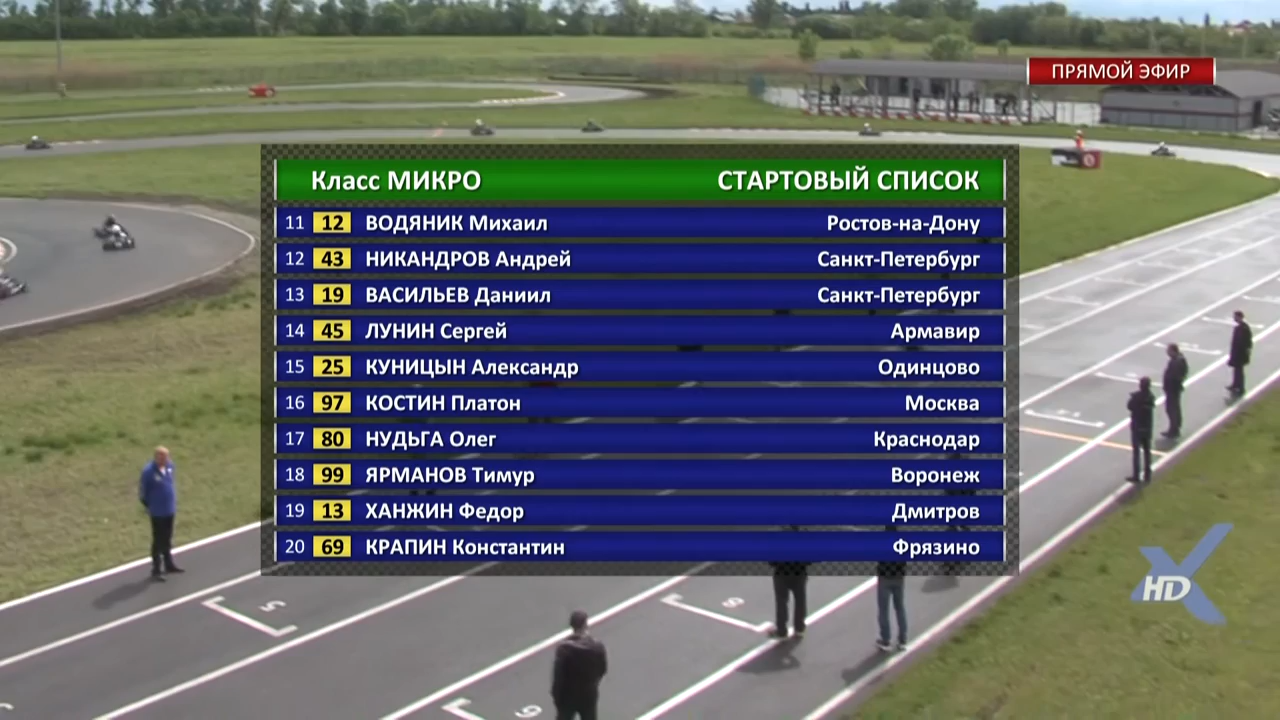 ПРЯМОЙ ЭФИР
Класс МИКРО СТАРТОВЫЙ СПИСОК
11 12 ВОДЯНИК Михаил Ростов-на-Дону
12 43 НИКАНДРОВ Андрей Санкт-Петербург
13 19 ВАСИЛЬЕВ Даниил Санкт-Петербург
14 45 ЛУНИН Сергей Армавир
15 25 КУНИЦЫН Александр Одинцово
16 97 КОСТИН Платон Москва
17 80 НУДЬГА Олег Краснодар
18 99 ЯРМАНОВ Тимур Воронеж
19 13 ХАНЖИН Федор Дмитров
20 69 КРАПИН Константин Фрязино
X HD
5
8
6